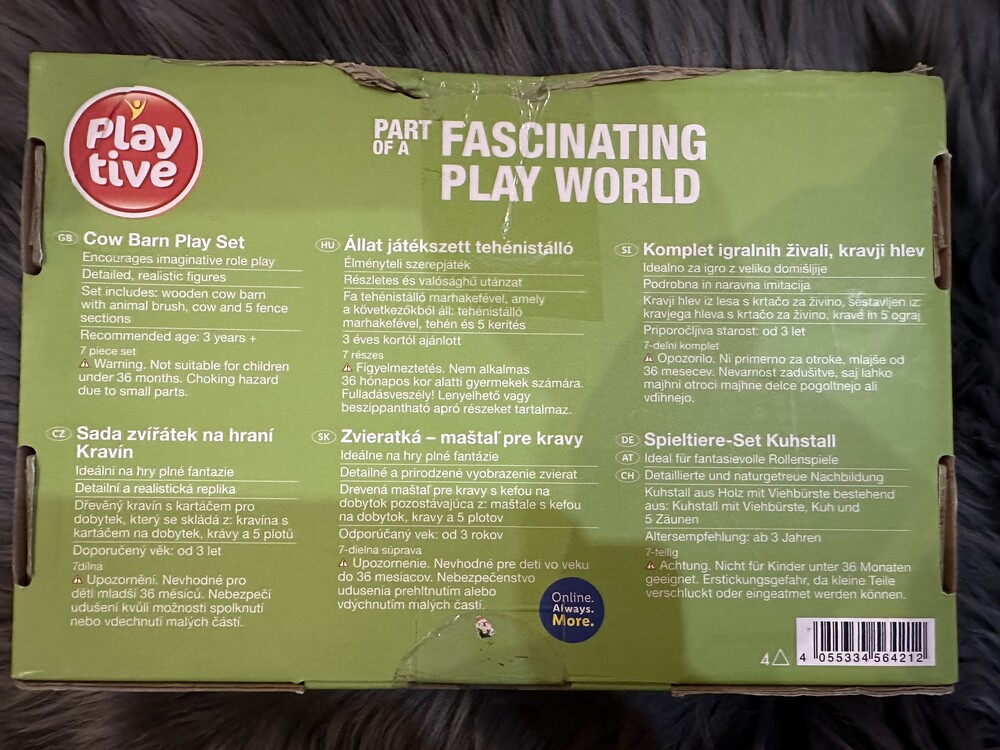 Play
tive
PART
OF A
FASCINATING
PLAY WORLD
GB Cow Barn Play Set
Encourages imaginative role play
Detailed, realistic figures
Set includes: wooden cow barn
with animal brush, cow and 5 fence
sections
Recommended age: 3 years +
7 piece set
Warning. Not suitable for children
under 36 months. Choking hazard
due to small parts.
HU Állat játékszett tehénistálló
Élményteli szerepjáték
Részletes és valósághű utánzat
Fa tehénistálló marhakefével, amely
a következőkből áll: tehénistálló
marhakefével, tehén és 5 kerítés
3 éves kortól ajánlott
7 részes
Figyelmeztetés. Nem alkalmas
36 hónapos kor alatti gyermekek számára.
Fulladásveszély! Lenyelhető vagy
beszippantható apró részeket tartalmaz.
SI Komplet igralnih živali, kravji hlev
Idealno za igro z veliko domišljije
Podrobna in naravna imitacija
Kravji hlev iz lesa s krtačo za živino, sestavljen iz:
kravjega hleva s krtačo za živino, krave in 5 ograj
Priporočljiva starost: od 3 let
7-delni komplet
Opozorilo. Ni primerno za otroke, mlajše od
36 mesecev. Nevarnost zadušitve, saj lahko
majhni otroci majhne delce pogoltnejo ali
vdihnejo.
CZ Sada zvířátek na hraní
Kravín
Ideální na hry plné fantazie
Detailní a realistická replika
Dřevěný kravín s kartáčem pro
dobytek, který se skládá z: kravína s
kartáčem na dobytek, krávy a 5 plotů
Doporučený věk: od 3 let
7dílná
Upozornění. Nevhodné pro
děti mladší 36 měsíců. Nebezpečí
udušení kvůli možnosti spolknutí
nebo vdechnutí malých částí.
SK Zvieratká – maštaľ pre kravy
Ideálne na hry plné fantázie
Detailné a prirodzené vyobrazenie zvierat
Drevená maštaľ pre kravy s kefou na
dobytok pozostávajúca z: maštale s kefou
na dobytok, kravy a 5 plotov
Odporúčaný vek: od 3 rokov
7-dielna súprava
Upozornenie. Nevhodné pre deti vo veku
do 36 mesiacov. Nebezpečenstvo
udusenia prehltnutím alebo
vdýchnutím malých častí.
DE Spieltiere-Set Kuhstall
AT Ideal für fantasievolle Rollenspiele
CH Detaillierte und naturgetreue Nachbildung
Kuhstall aus Holz mit Viehbürste bestehend
aus: Kuhstall mit Viehbürste, Kuh und
5 Zäunen
Altersempfehlung: ab 3 Jahren
7-teilig
Achtung. Nicht für Kinder unter 36 Monaten
geeignet. Erstickungsgefahr, da kleine Teile
verschluckt oder eingeatmet werden können.
Online.
Always.
More.
4
4 055334 564212